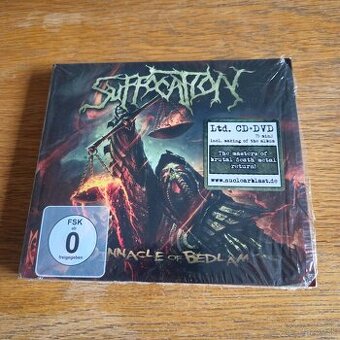 SUFFOCATION
Ltd. CD+DVD
incl. making of the album
The masters of
brutal death metal
return!
www.nuclearblast.de
FSK
ab
0
freigegeben
NNACLE OF BEDLAM